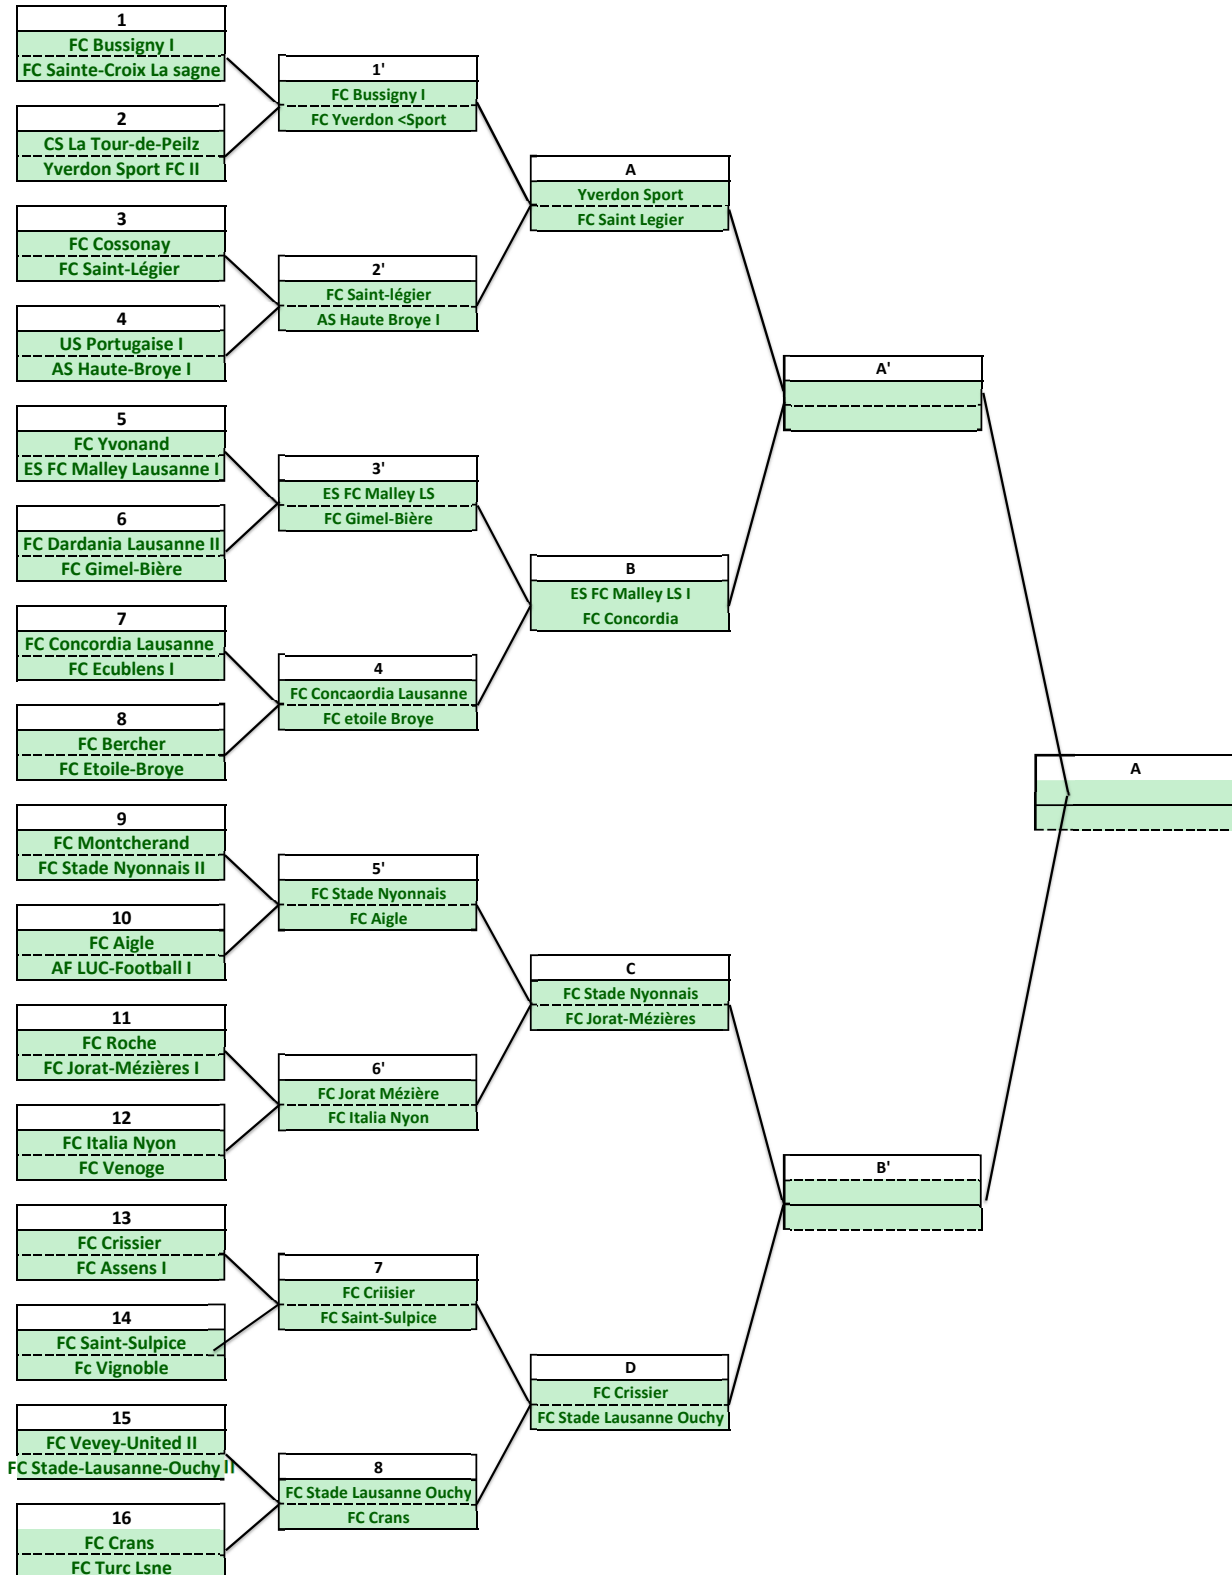 1
FC Bussigny I
FC Sainte-Croix La sagne
2
CS La Tour-de-Peilz
Yverdon Sport FC II
3
FC Cossonay
FC Saint-Légier
4
US Portugaise I
AS Haute-Broye I
5
FC Yvonand
ES FC Malley Lausanne I
6
FC Dardania Lausanne II
FC Gimel-Bière
7
FC Concordia Lausanne
FC Ecublens I
8
FC Bercher
FC Etoile-Broye
9
FC Montcherand
FC Stade Nyonnais II
10
FC Aigle
AF LUC-Football I
11
FC Roche
FC Jorat-Mézières I
12
FC Italia Nyon
FC Venoge
13
FC Crissier
FC Assens I
14
FC Saint-Sulpice
Fc Vignoble
15
FC Vevey-United II
FC Stade-Lausanne-Ouchy II
16
FC Crans
FC Turc Lsne
1'
FC Bussigny I
FC Yverdon <Sport
2'
FC Saint-légier
AS Haute Broye I
3'
ES FC Malley LS
FC Gimel-Bière
4
FC Concaordia Lausanne
FC etoile Broye
5'
FC Stade Nyonnais
FC Aigle
6'
FC Jorat Mézière
FC Italia Nyon
7
FC Criisier
FC Saint-Sulpice
8
FC Stade Lausanne Ouchy
FC Crans
A
Yverdon Sport
FC Saint Legier
B
ES FC Malley LS I
FC Concordia
C
FC Stade Nyonnais
FC Jorat-Mézières
D
FC Crissier
FC Stade Lausanne Ouchy
A'
B'
A